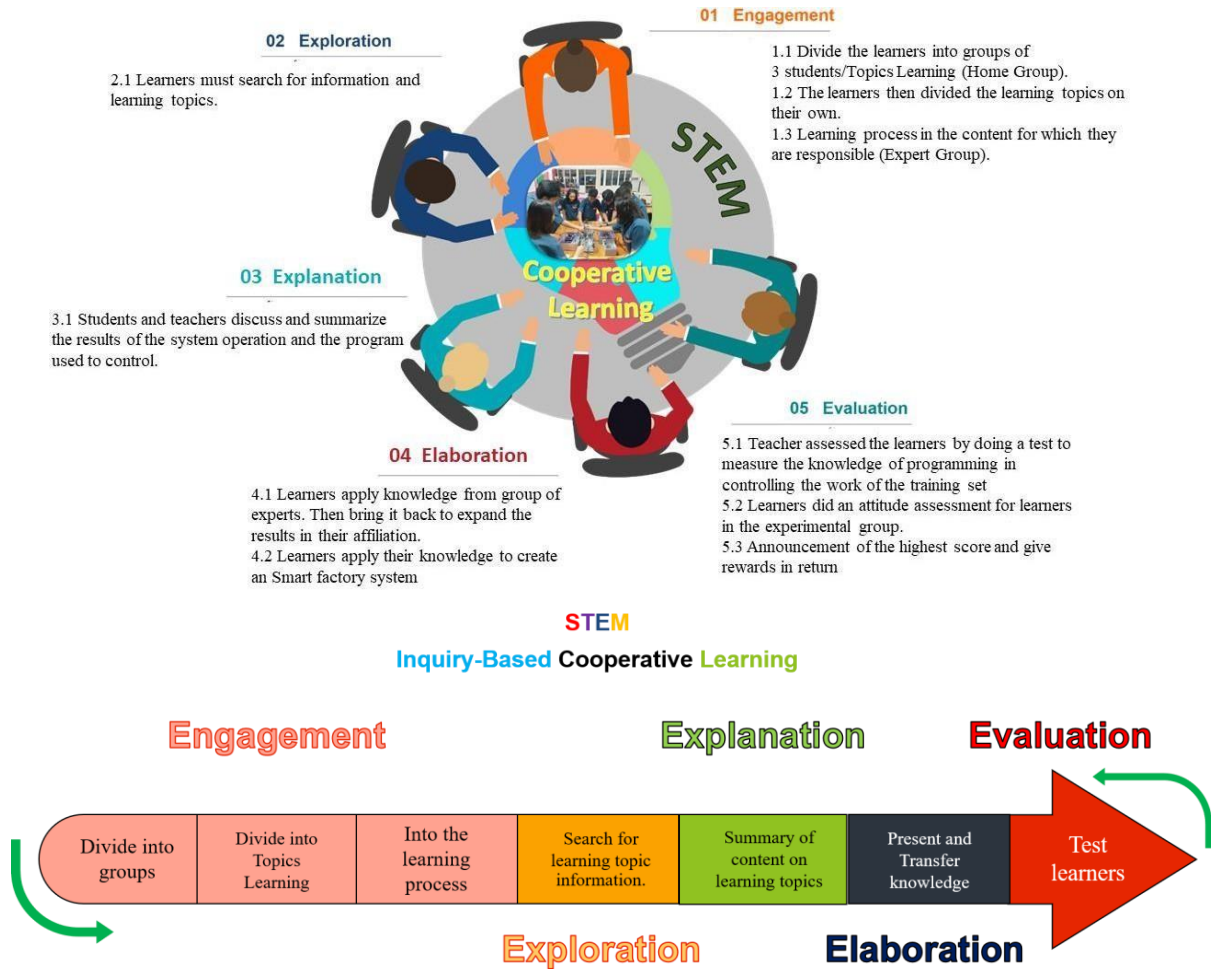 01 Engagement
1.1 Divide the learners into groups of
3 students/Topics Learning (Home Group).
1.2 The learners then divided the learning topics on
their own.
1.3 Learning process in the content for which they
are responsible (Expert Group).
02 Exploration
2.1 Learners must search for information and
learning topics.
STEM
Cooperative
Learning
03 Explanation
3.1 Students and teachers discuss and summarize
the results of the system operation and the program
used to control.
04 Elaboration
4.1 Learners apply knowledge from group of
experts. Then bring it back to expand the
results in their affiliation.
4.2 Learners apply their knowledge to create
an Smart factory system
05 Evaluation
5.1 Teacher assessed the learners by doing a test to
measure the knowledge of programming in
controlling the work of the training set
5.2 Learners did an attitude assessment for learners
in the experimental group.
5.3 Announcement of the highest score and give
rewards in return
STEM
Inquiry-Based Cooperative Learning
Engagement
Explanation
Evaluation
Divide into
groups
Divide into
Topics
Learning
Into the
learning
process
Search for
learning topic
information.
Summary of
content on
learning topics
Present and
Transfer
knowledge
Test
learners
Exploration
Elaboration